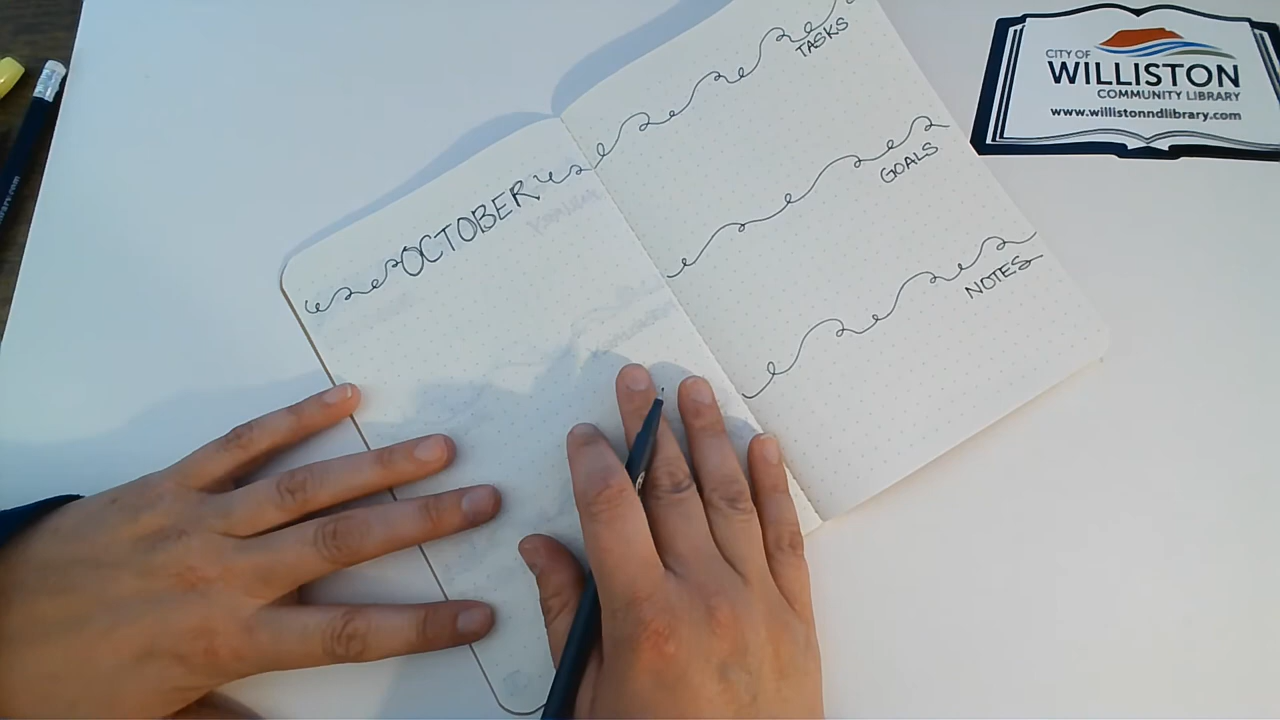 OCTOBER
TASKS
GOALS
NOTES
CITY OF
WILLISTON
COMMUNITY LIBRARY
www.willistonndlibrary.com